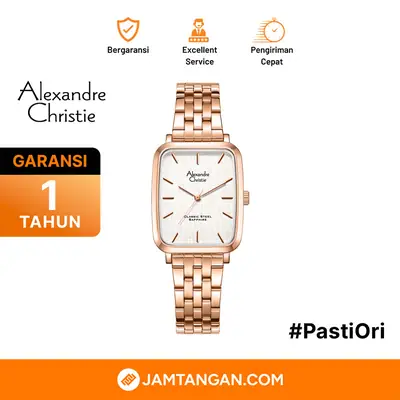 Bergaransi
Excellent
Service
Pengiriman
Cepat
Alexandre
Christie
GARANSI
1
TAHUN
Alexandre
Christie
CLASSIC STEEL
SAPPHIRE
#PastiOri
JAMTANGAN.COM